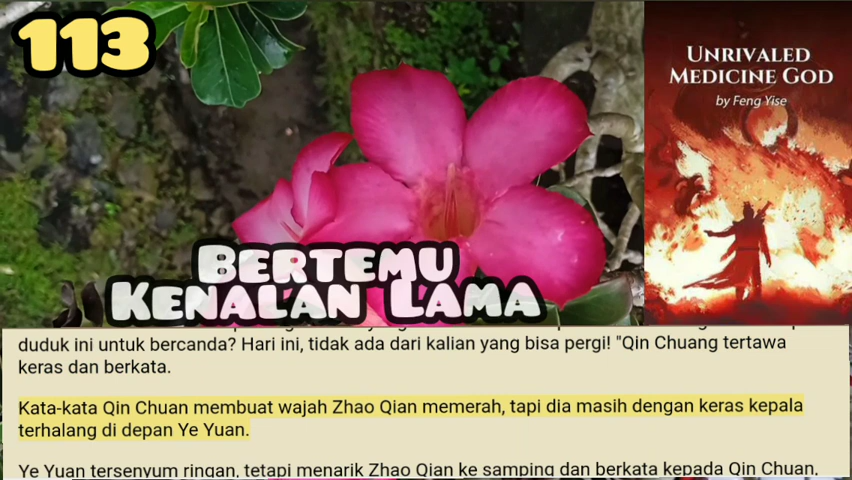 113
UNRIVALED
MEDICINE GOD
by Feng Yise
BERTEMU
KENALAN LAMA
duduk ini untuk bercanda? Hari ini, tidak ada dari kalian yang bisa pergi! "Qin Chuang tertawa
keras dan berkata.
Kata-kata Qin Chuan membuat wajah Zhao Qian memerah, tapi dia masih dengan keras kepala
terhalang di depan Ye Yuan.
Ye Yuan tersenyum ringan, tetapi menarik Zhao Qian ke samping dan berkata kepada Qin Chuan,